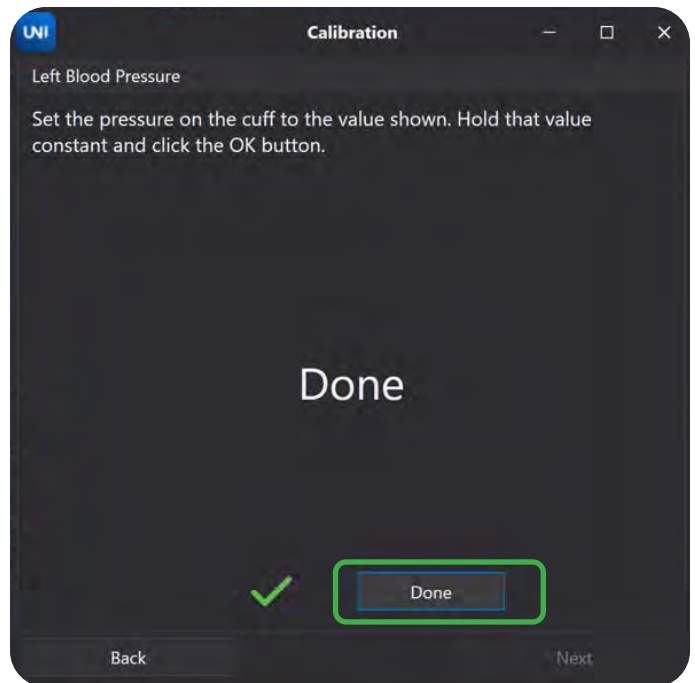 UNI
Calibration
Left Blood Pressure
Set the pressure on the cuff to the value shown. Hold that value
constant and click the OK button.
Done
Done
Back
Next